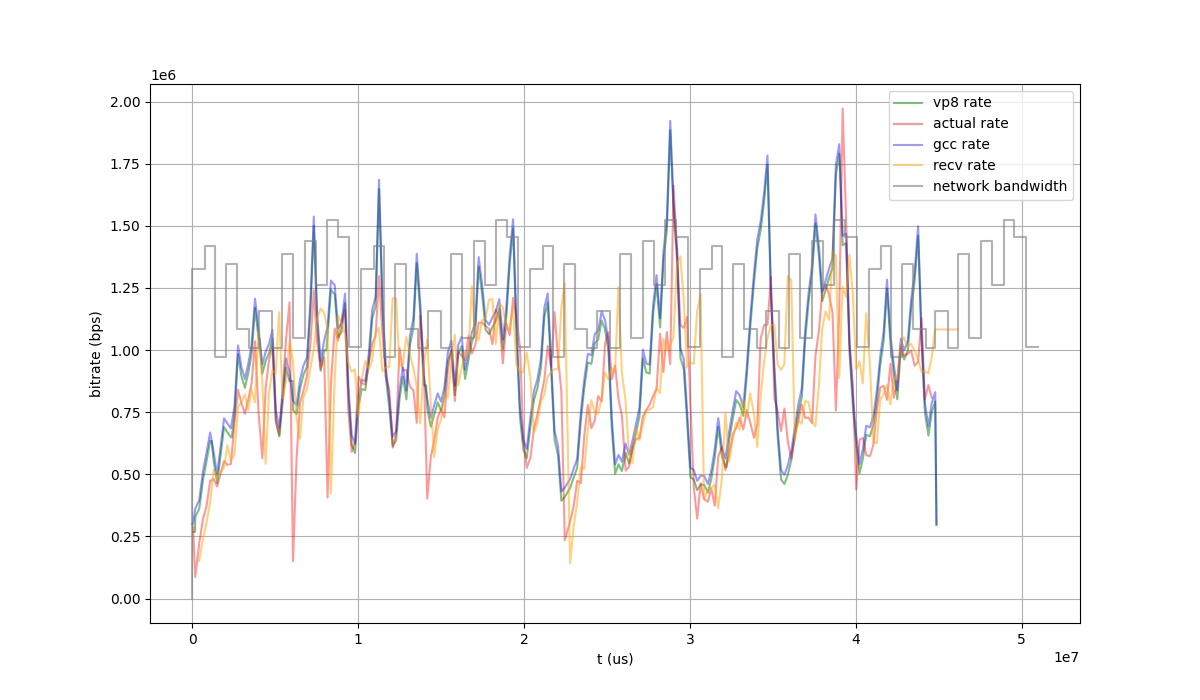 1e6
2.00
1.75
1.50
1.25
1.00
0.75
0.50
0.25
0.00
bitrate (bps)
vp8 rate
actual rate
gcc rate
recv rate
network bandwidth
0 1 2 3 4 5
t (us)
1e7